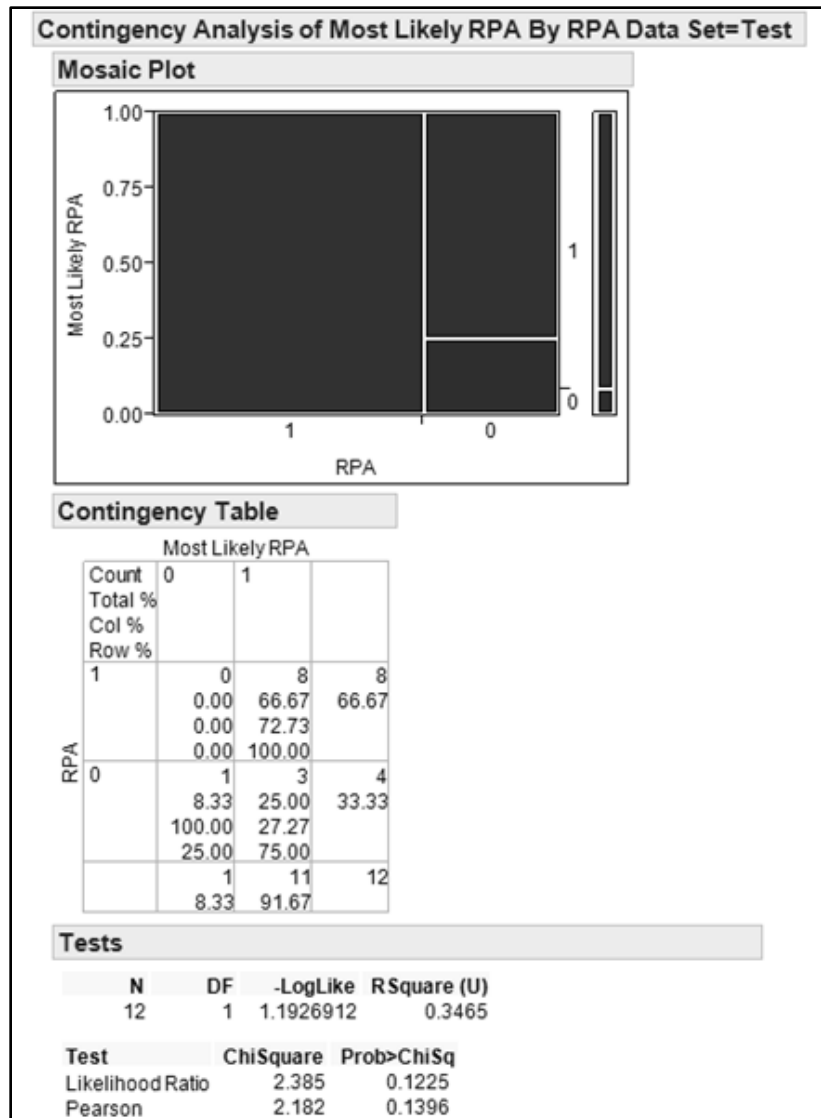 Contingency Analysis of Most Likely RPA By RPA Data Set=Test
Mosaic Plot
1.00
0.75
0.50
0.25
0.00
Most Likely RPA
1
0
1
0
RPA
Contingency Table
Most Likely RPA
Count 0 1
Total %
Col %
Row %
RPA
1 0 8 8
0.00 66.67 66.67
0.00 72.73
0.00 100.00
0 1 3 4
8.33 25.00 33.33
100.00 27.27
25.00 75.00
1 11 12
8.33 91.67
Tests
N DF -LogLike RSquare (U)
12 1 1.1926912 0.3465
Test ChiSquare Prob>ChiSq
Likelihood Ratio 2.385 0.1225
Pearson 2.182 0.1396